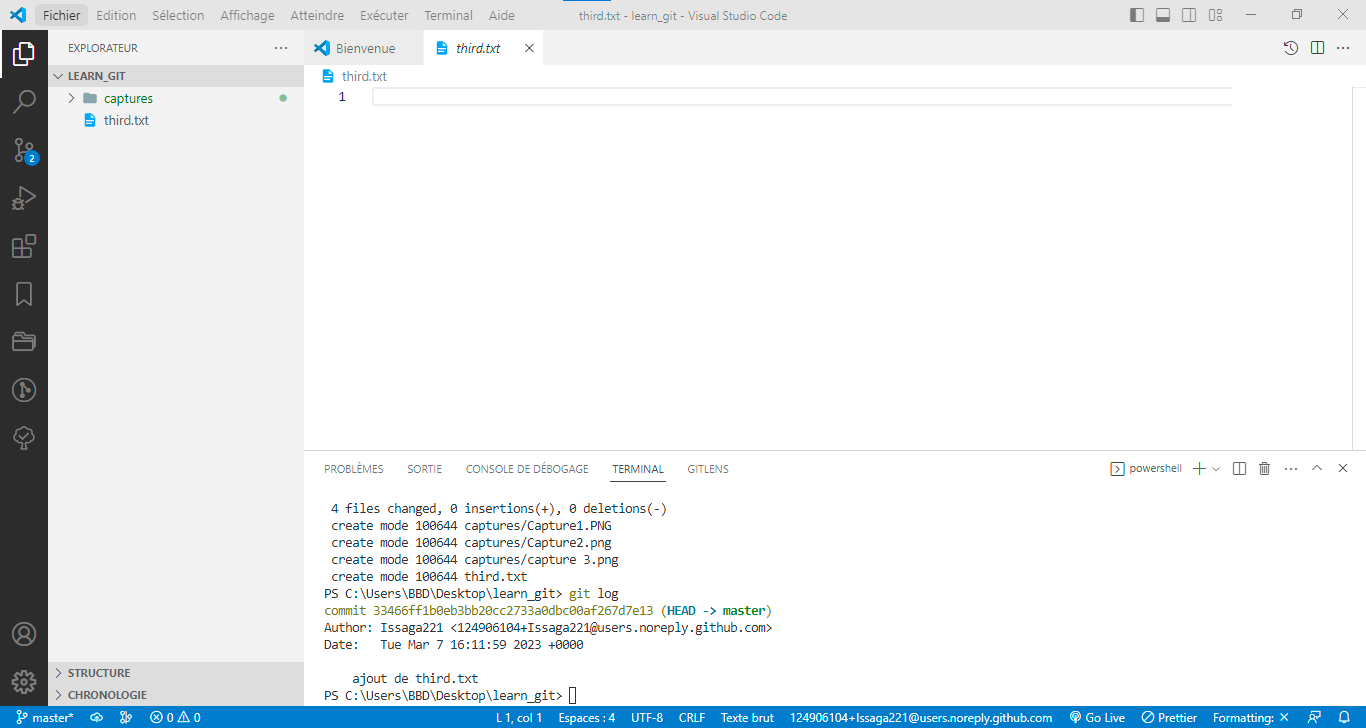 Fichier Edition Sélection Affichage Atteindre Exécuter Terminal Aide third.txt - learn_git - Visual Studio Code
EXPLORATEUR
Bienvenue
third.txt
LEARN_GIT
third.txt
captures
1
third.txt
2
PROBLÈMES SORTIE CONSOLE DE DÉBOGAGE TERMINAL GITLENS
powershell
4 files changed, 0 insertions(+), 0 deletions(-)
create mode 100644 captures/Capture1.PNG
create mode 100644 captures/Capture2.png
create mode 100644 captures/capture 3.png
create mode 100644 third.txt
PS C:\Users\BBD\Desktop\learn_git> git log
commit 33466ff1b0eb3bb20cc2733a0dbc00af267d7e13 (HEAD -> master)
Author: Issaga221 <124906104+Issaga221@users.noreply.github.com>
Date:   Tue Mar 7 16:11:59 2023 +0000
ajout de third.txt
PS C:\Users\BBD\Desktop\learn_git>
STRUCTURE
CHRONOLOGIE
master* 0 0 L 1, col 1 Espaces : 4 UTF-8 CRLF Texte brut 124906104+Issaga221@users.noreply.github.com Go Live Prettier Formatting: ×